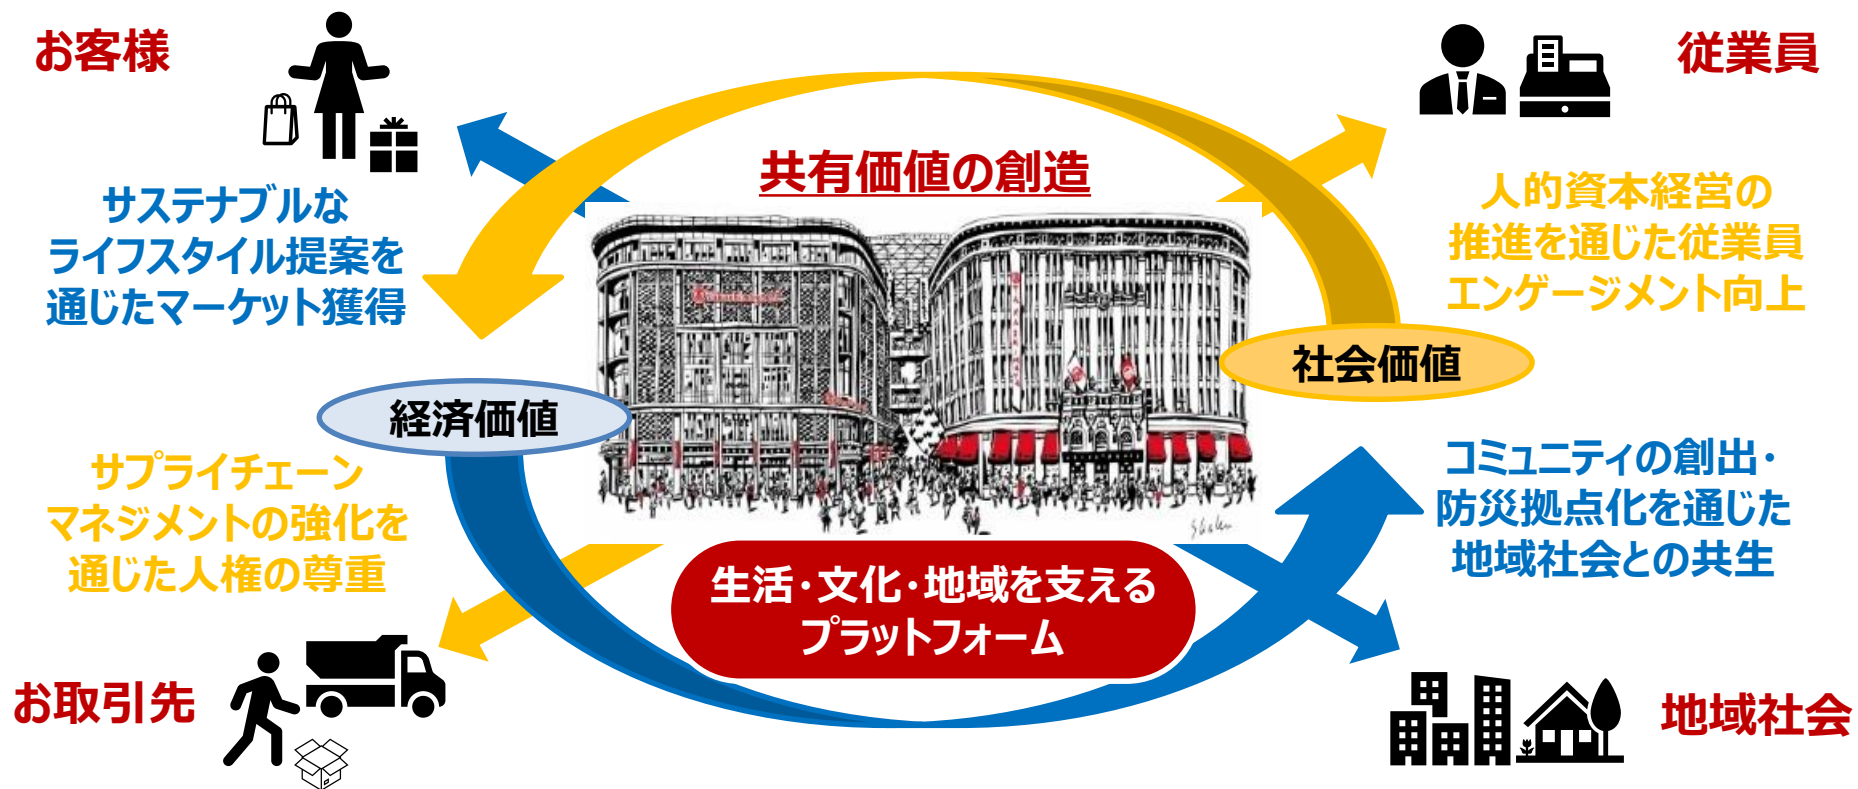 お客様
従業員
共有価値の創造
サステナブルな
ライフスタイル提案を
通じたマーケット獲得
人的資本経営の
推進を通じた従業員
エンゲージメント向上
社会価値
経済価値
サプライチェーン
マネジメントの強化を
通じた人権の尊重
コミュニティの創出・
防災拠点化を通じた
地域社会との共生
生活・文化・地域を支える
プラットフォーム
お取引先
地域社会